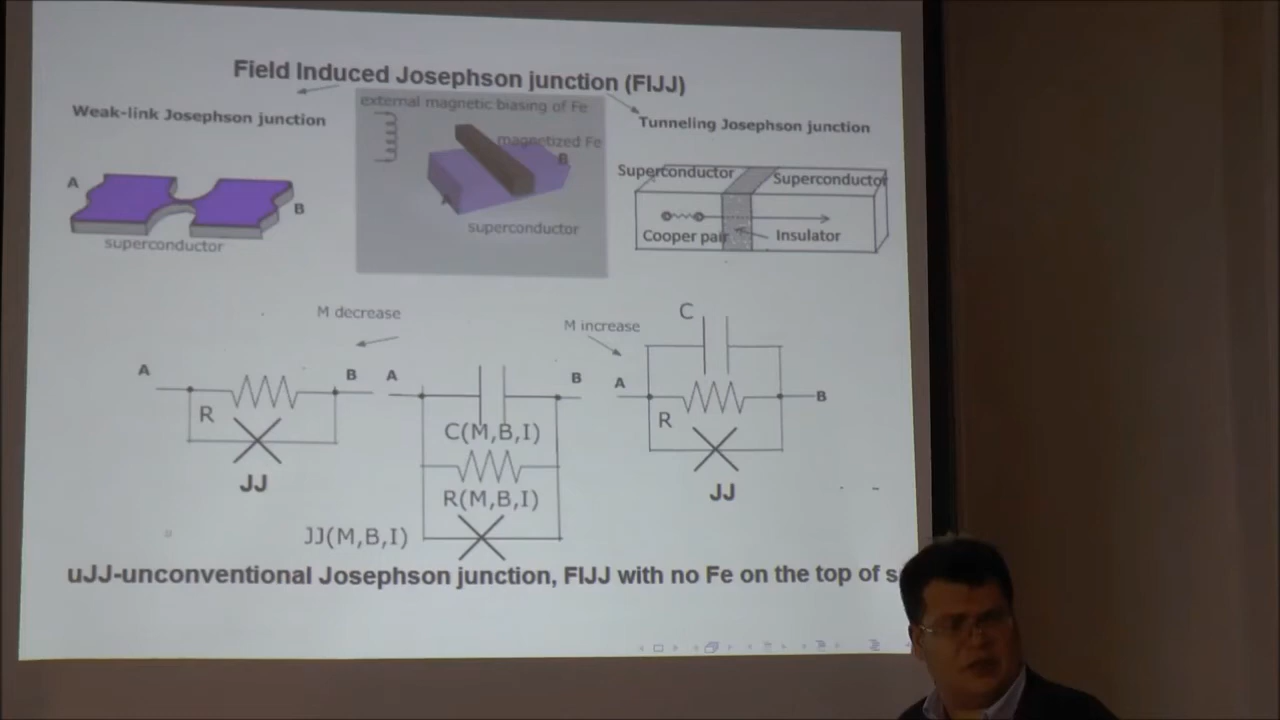 Field Induced Josephson junction (FIJJ)
Weak-link Josephson junction
external magnetic biasing of Fe
Tunneling Josephson junction
magnetized Fe
A
B
superconductor
A
B
superconductor
Superconductor
Superconductor
Cooper pair
Insulator
M decrease
M increase
A
B
R
JJ
A
B
C(M,B,I)
R(M,B,I)
JJ(M,B,I)
C
A
B
R
JJ
uJJ-unconventional Josephson junction, FIJJ with no Fe on the top of s